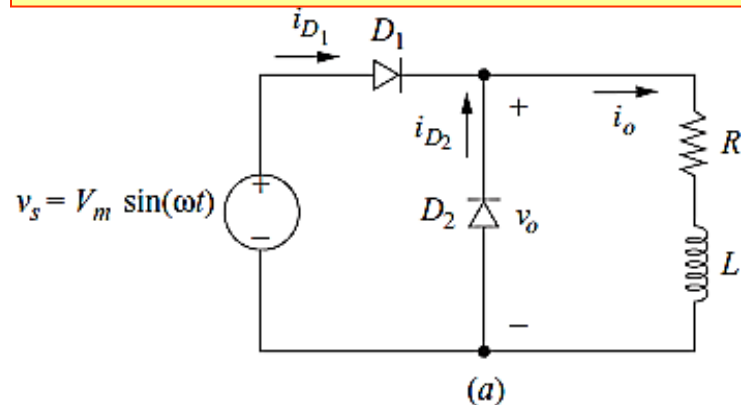 i_{D_1}
D_1
i_{D_2}
+
i_o
R
v_s = V_m sin(ωt)
+
−
D_2
v_o
L
−
(a)